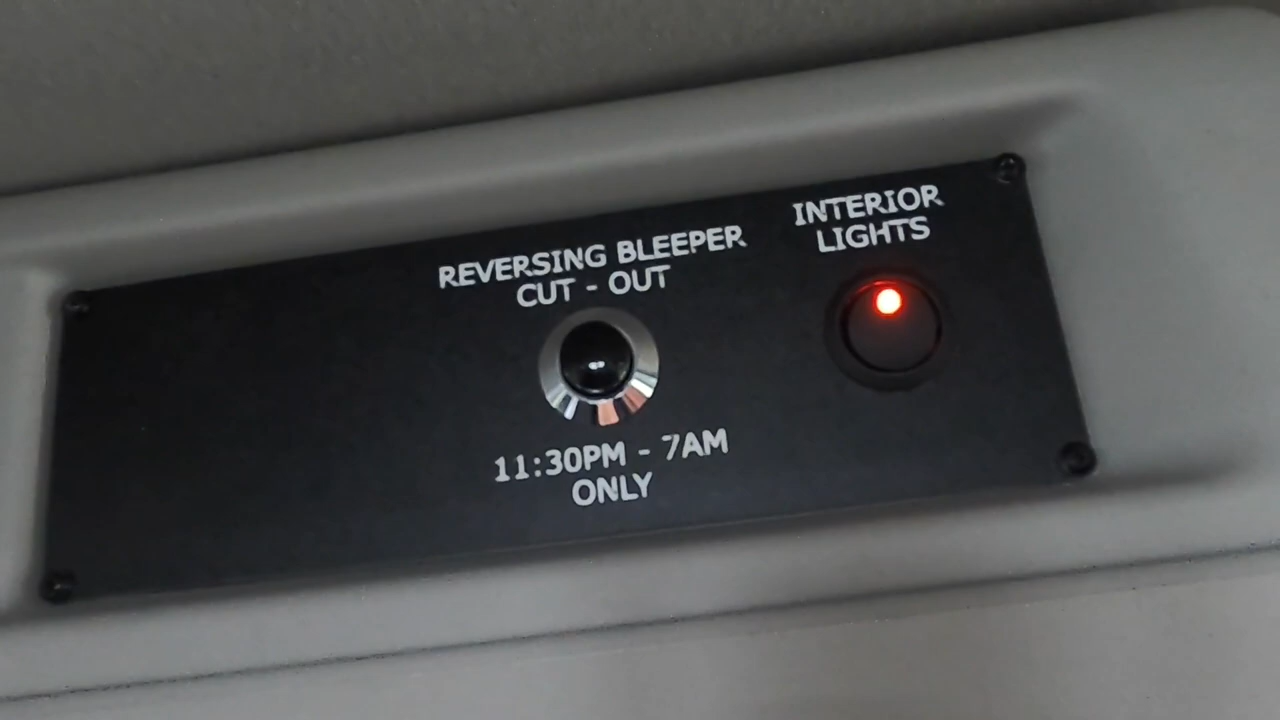 REVERSING BLEEPER
CUT - OUT
11:30PM - 7AM
ONLY
INTERIOR
LIGHTS